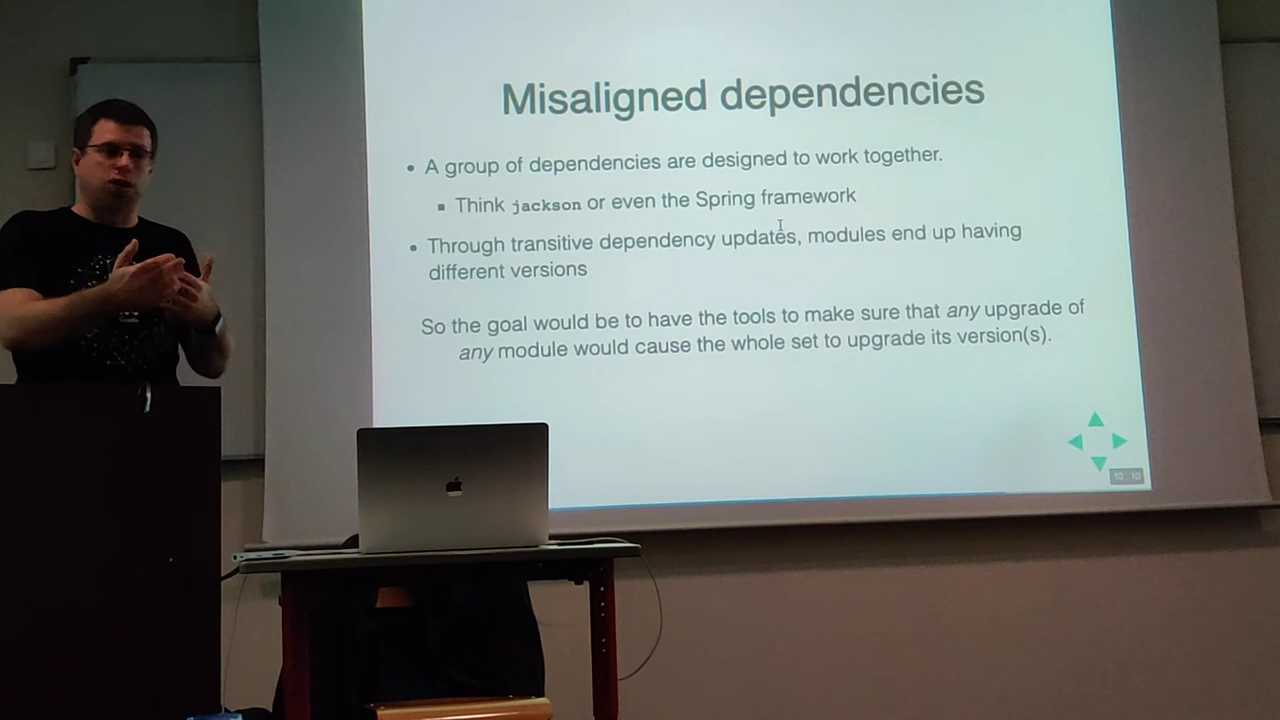 Misaligned dependencies
• A group of dependencies are designed to work together.
▪ Think jackson or even the Spring framework
• Through transitive dependency updates, modules end up having
different versions
So the goal would be to have the tools to make sure that any upgrade of
any module would cause the whole set to upgrade its version(s).
10 . 10